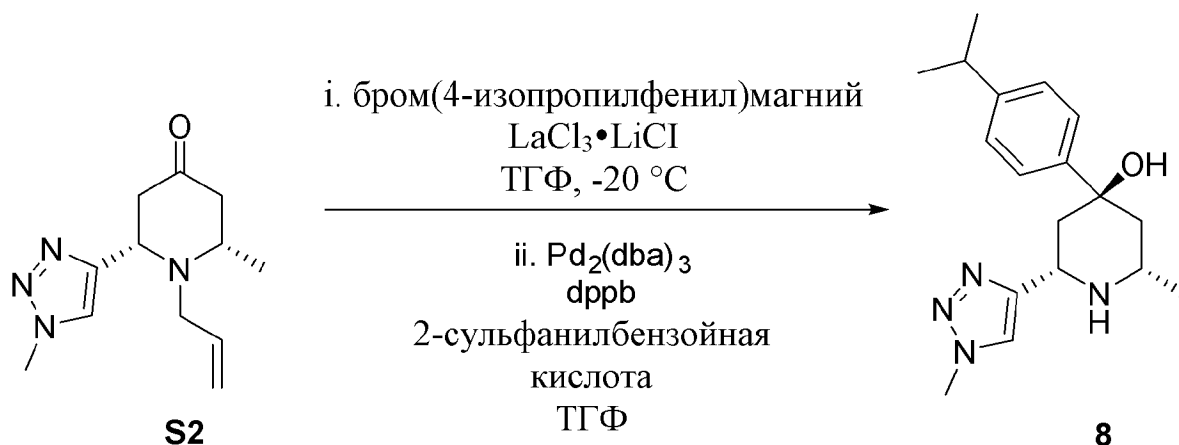 i. бром(4-изопропилфенил)магний
LaCl3•LiCl
ТГФ, -20 °C
ii. Pd2(dba)3
dppb
2-сульфанилбензойная
кислота
ТГФ
O
N
N
N
N
S2
OH
N
N
N
N
H
8